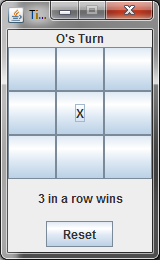 Ti...
O's Turn
X
3 in a row wins
Reset